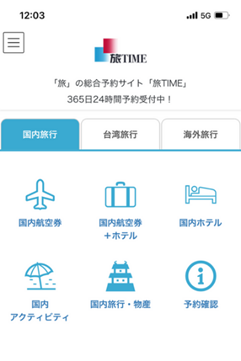 12:03
5G
旅TIME
「旅」の総合予約サイト「旅TIME」
365日24時間予約受付中！
国内旅行
台湾旅行
海外旅行
国内航空券
国内航空券
＋ホテル
国内ホテル
国内
アクティビティ
国内旅行・物産
予約確認